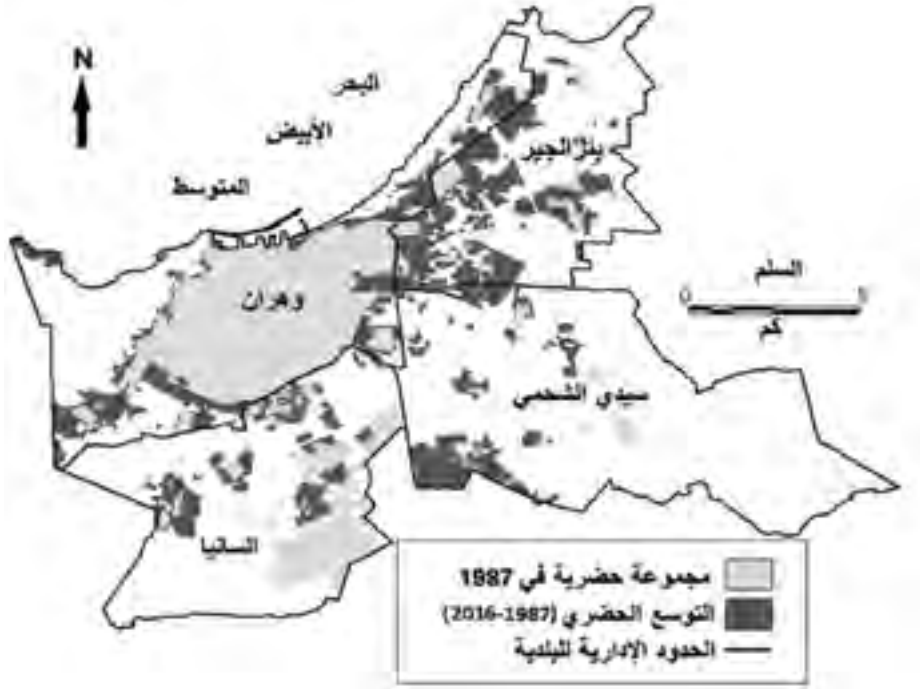 N
البحر
الأبيض
المتوسط
بئر الجير
وهران
السلم
0
كم
سيدي الشحمي
السانيا
مجموعة حضرية في 1987
التوسع الحضري (1987-2016)
الحدود الإدارية للبلدية